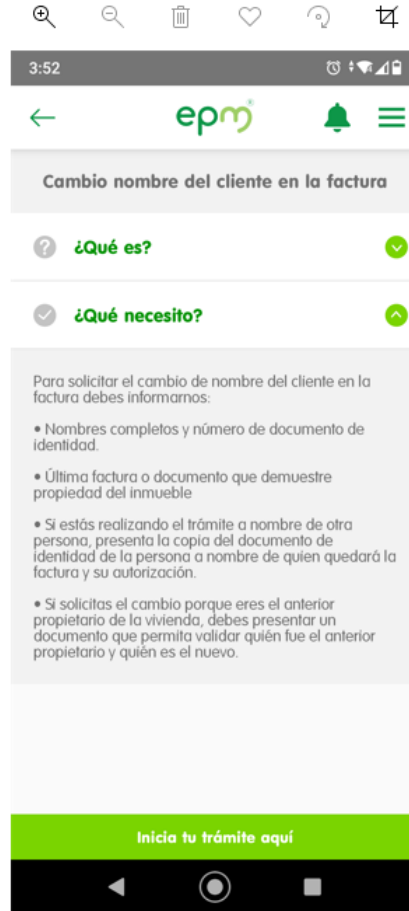 3:52
epm
Cambio nombre del cliente en la factura
¿Qué es?
¿Qué necesito?
Para solicitar el cambio de nombre del cliente en la
factura debes informarnos:
• Nombres completos y número de documento de
identidad.
• Última factura o documento que demuestre
propiedad del inmueble
• Si estás realizando el trámite a nombre de otra
persona, presenta la copia del documento de
identidad de la persona a nombre de quien quedará la
factura y su autorización.
• Si solicitas el cambio porque eres el anterior
propietario de la vivienda, debes presentar un
documento que permita validar quién fue el anterior
propietario y quién es el nuevo.
Inicia tu trámite aquí